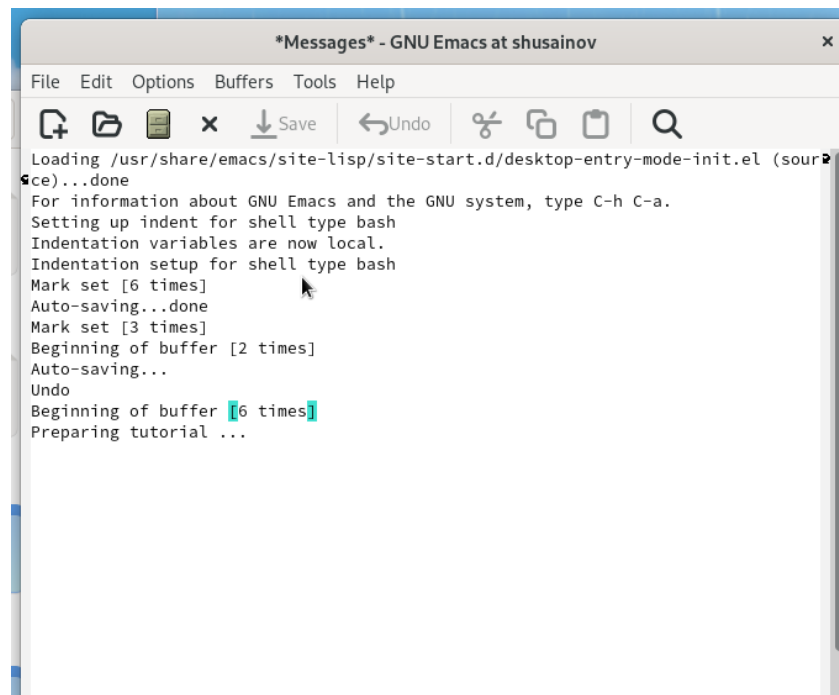 *Messages* - GNU Emacs at shusainov
File Edit Options Buffers Tools Help
Save Undo
Loading /usr/share/emacs/site-lisp/site-start.d/desktop-entry-mode-init.el (sour
ce)...done
For information about GNU Emacs and the GNU system, type C-h C-a.
Setting up indent for shell type bash
Indentation variables are now local.
Indentation setup for shell type bash
Mark set [6 times]
Auto-saving...done
Mark set [3 times]
Beginning of buffer [2 times]
Auto-saving...
Undo
Beginning of buffer [6 times]
Preparing tutorial ...